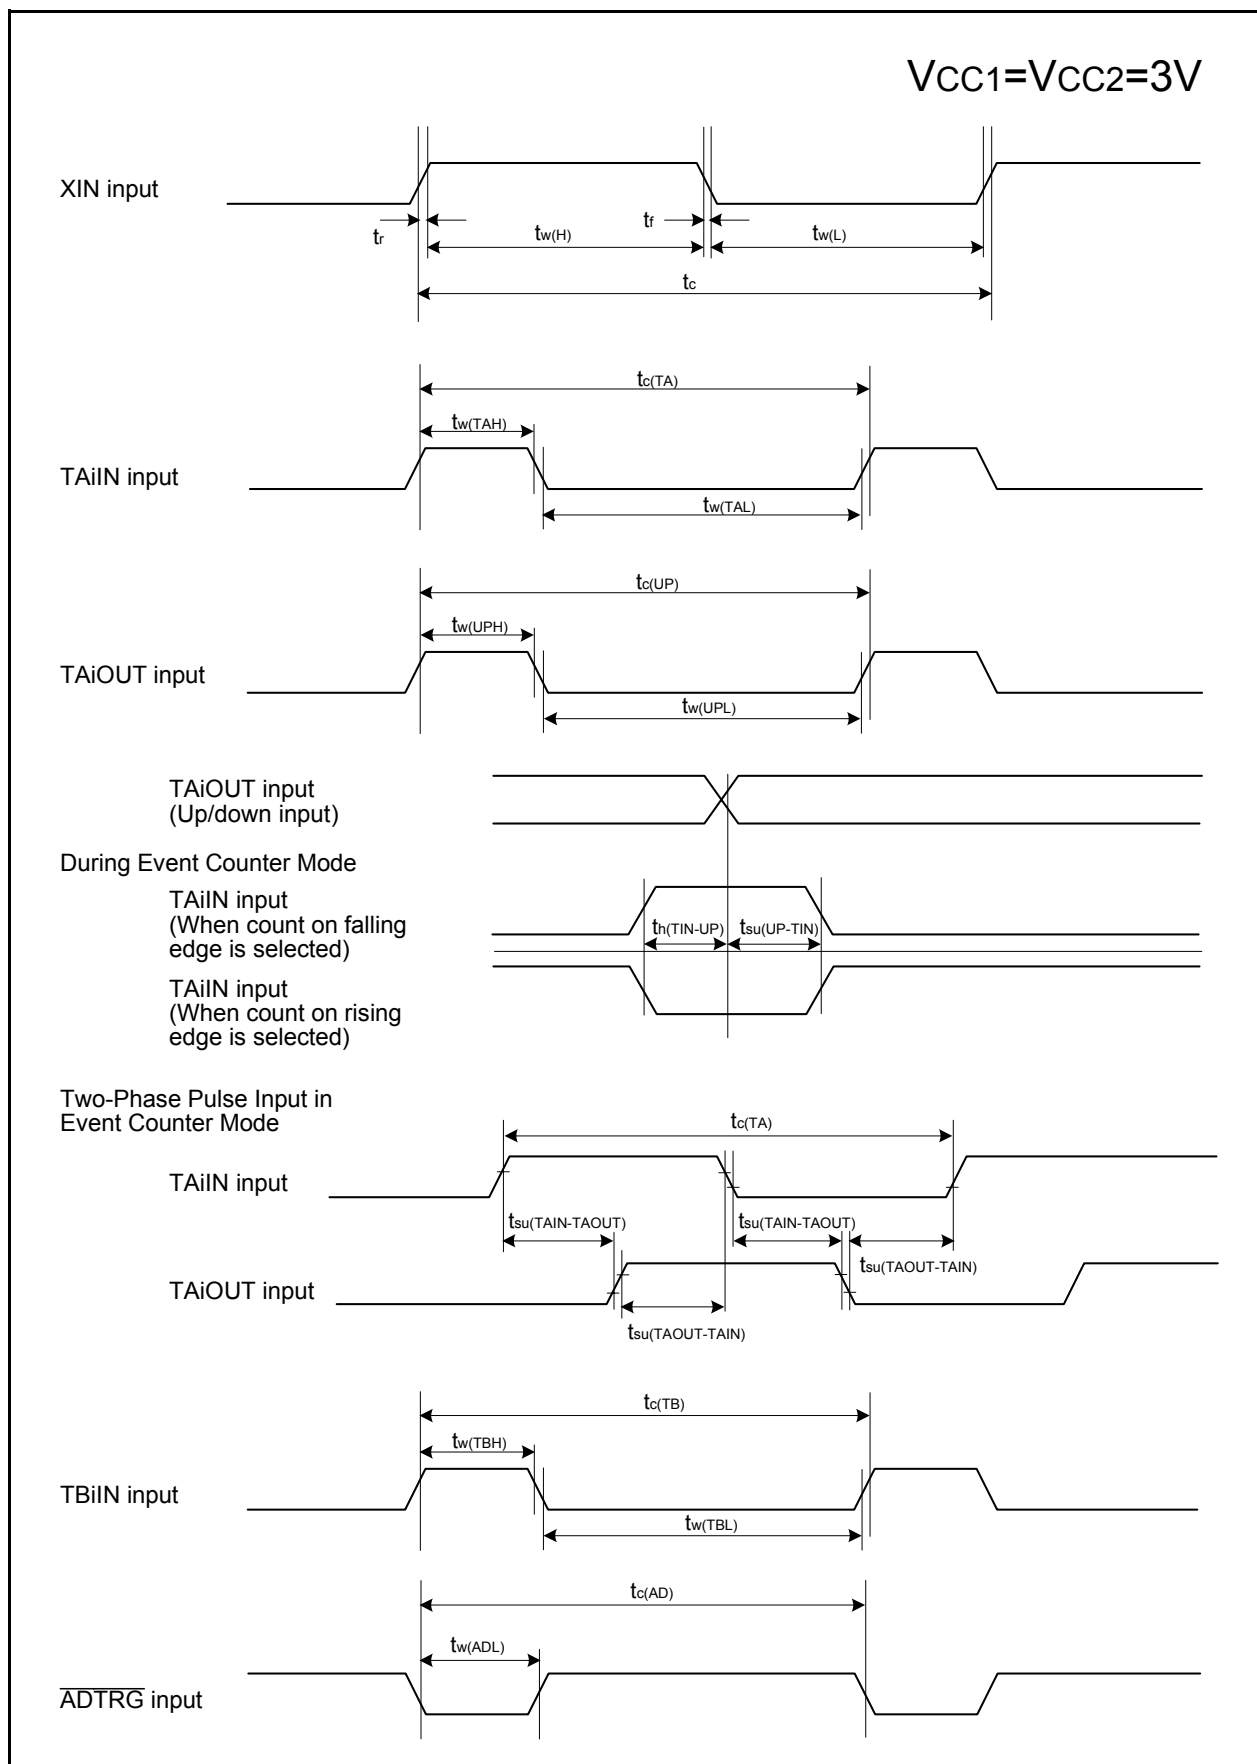 VCC1=VCC2=3V
XIN input
tr
tw(H)
tf
tw(L)
tc
tc(TA)
tw(TAH)
TAiIN input
tw(TAL)
tc(UP)
tw(UPH)
TAiOUT input
tw(UPL)
TAiOUT input
(Up/down input)
During Event Counter Mode
TAiIN input
(When count on falling
edge is selected)
th(TIN-UP)
tsu(UP-TIN)
TAiIN input
(When count on rising
edge is selected)
Two-Phase Pulse Input in
Event Counter Mode
tc(TA)
TAiIN input
tsu(TAIN-TAOUT)
tsu(TAIN-TAOUT)
tsu(TAOUT-TAIN)
TAiOUT input
tsu(TAOUT-TAIN)
tc(TB)
tw(TBH)
TBiIN input
tw(TBL)
tc(AD)
tw(ADL)
ADTRG input